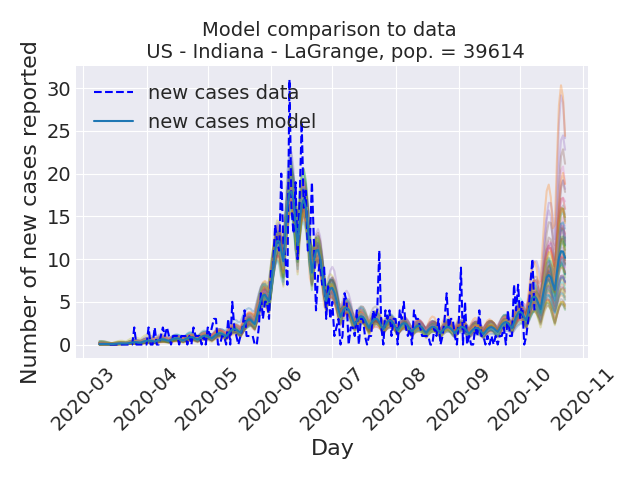 Model comparison to data
US - Indiana - LaGrange, pop. = 39614
Number of new cases reported
30
25
20
15
10
5
0
new cases data
new cases model
2020-03
2020-04
2020-05
2020-06
2020-07
2020-08
2020-09
2020-10
2020-11
Day